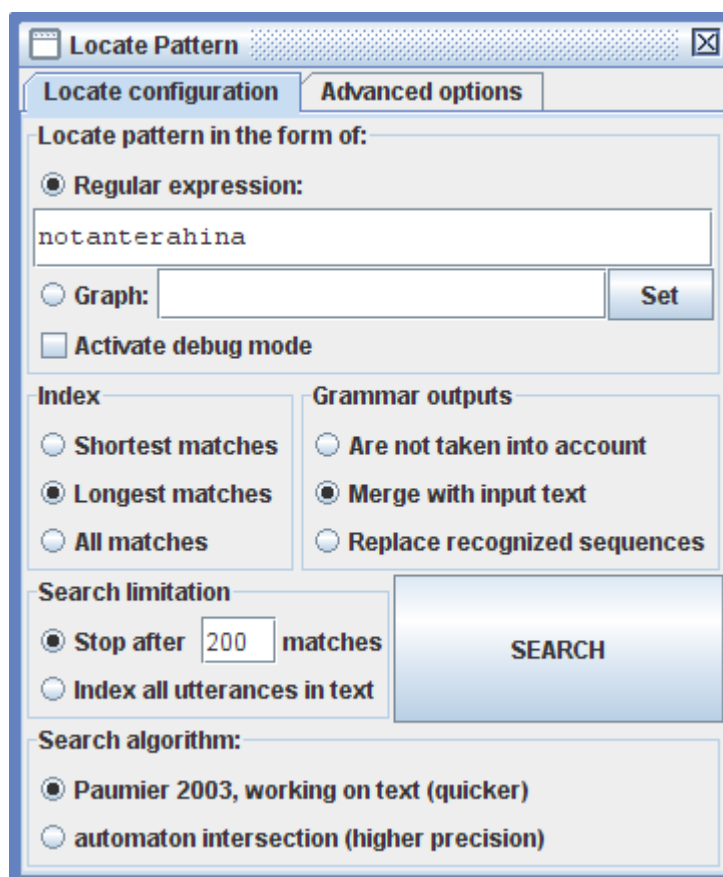 Locate Pattern
Locate configuration Advanced options
Locate pattern in the form of:
Regular expression:
notanterahina
Graph: Set
Activate debug mode
Index Grammar outputs
Shortest matches Are not taken into account
Longest matches Merge with input text
All matches Replace recognized sequences
Search limitation
Stop after 200 matches SEARCH
Index all utterances in text
Search algorithm:
Paumier 2003, working on text (quicker)
automaton intersection (higher precision)